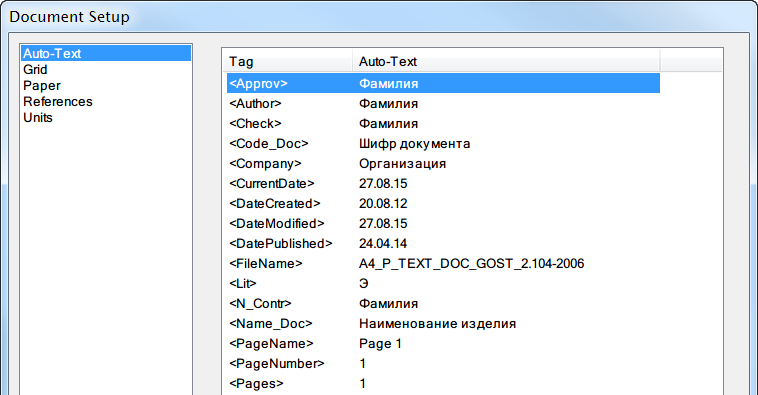 Document Setup
Auto-Text
Grid
Paper
References
Units
Tag Auto-Text
<Approv> Фамилия
<Author> Фамилия
<Check> Фамилия
<Code_Doc> Шифр документа
<Company> Организация
<CurrentDate> 27.08.15
<DateCreated> 20.08.12
<DateModified> 27.08.15
<DatePublished> 24.04.14
<FileName> A4_P_TEXT_DOC_GOST_2.104-2006
<Lit> Э
<N_Contr> Фамилия
<Name_Doc> Наименование изделия
<PageName> Page 1
<PageNumber> 1
<Pages> 1